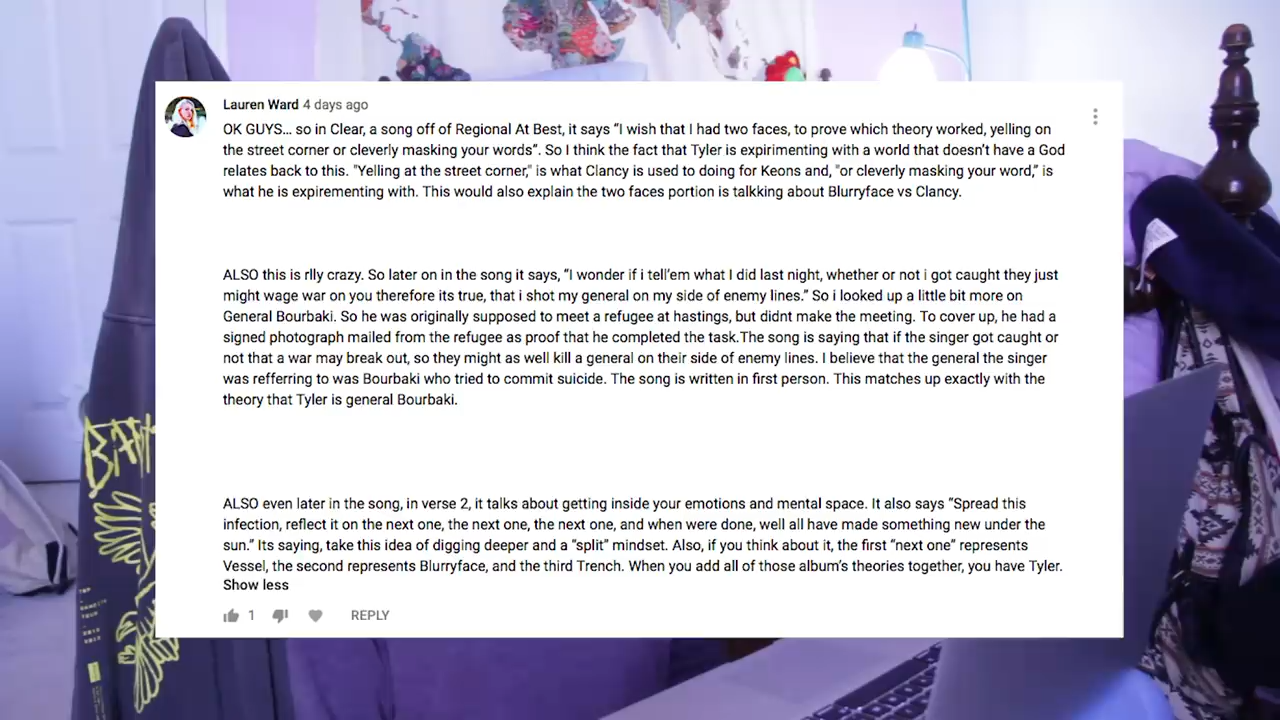 Lauren Ward 4 days ago
OK GUYS... so in Clear, a song off of Regional At Best, it says “I wish that I had two faces, to prove which theory worked, yelling on
the street corner or cleverly masking your words”. So I think the fact that Tyler is expirimenting with a world that doesn’t have a God
relates back to this. "Yelling at the street corner,” is what Clancy is used to doing for Keons and, "or cleverly masking your word,” is
what he is expirementing with. This would also explain the two faces portion is talkking about Blurryface vs Clancy.
ALSO this is rlly crazy. So later on in the song it says, “I wonder if i tell’em what I did last night, whether or not i got caught they just
might wage war on you therefore its true, that i shot my general on my side of enemy lines.” So i looked up a little bit more on
General Bourbaki. So he was originally supposed to meet a refugee at hastings, but didnt make the meeting. To cover up, he had a
signed photograph mailed from the refugee as proof that he completed the task.The song is saying that if the singer got caught or
not that a war may break out, so they might as well kill a general on their side of enemy lines. I believe that the general the singer
was refferring to was Bourbaki who tried to commit suicide. The song is written in first person. This matches up exactly with the
theory that Tyler is general Bourbaki.
ALSO even later in the song, in verse 2, it talks about getting inside your emotions and mental space. It also says “Spread this
infection, reflect it on the next one, the next one, the next one, and when were done, well all have made something new under the
sun.” Its saying, take this idea of digging deeper and a “split” mindset. Also, if you think about it, the first “next one” represents
Vessel, the second represents Blurryface, and the third Trench. When you add all of those album’s theories together, you have Tyler.
Show less
1 REPLY